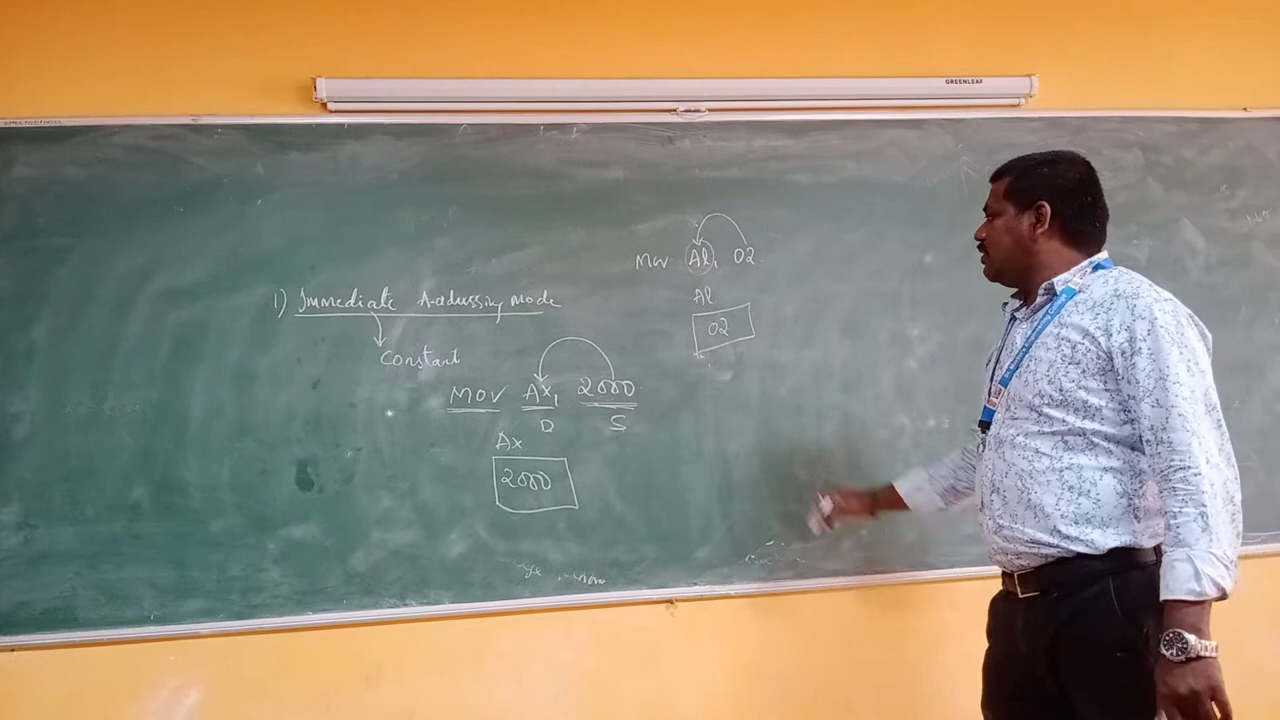 GREENLEAF
Mov Al, 02.
Al
02
1) Immediate Addressing Mode
Constant
MOV Ax, 2000.
D S
Ax
2000